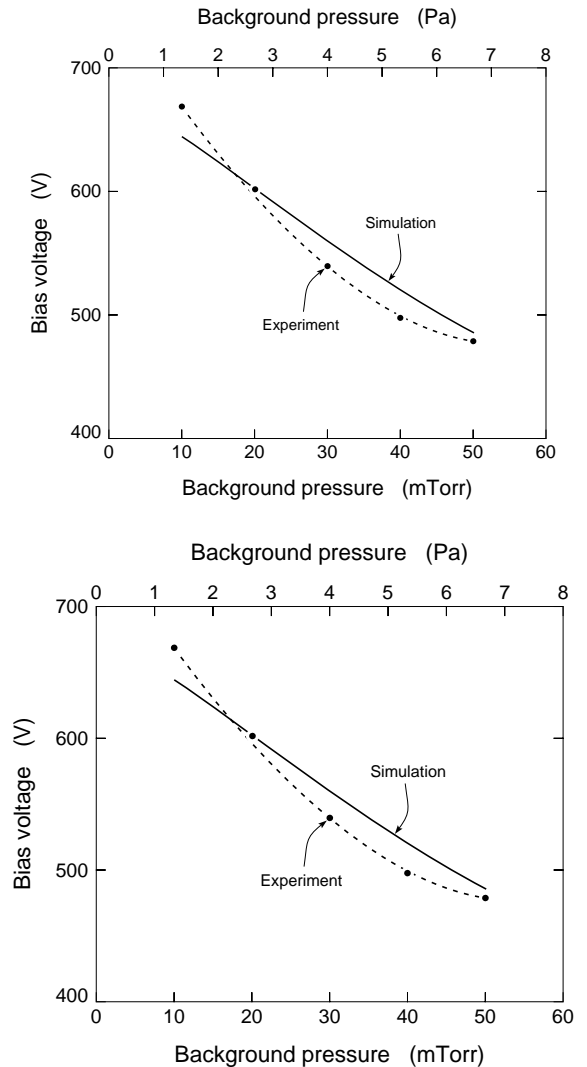 Background pressure (Pa)
0 1 2 3 4 5 6 7 8
700
600
500
400
Bias voltage (V)
Simulation
Experiment
0 10 20 30 40 50 60
Background pressure (mTorr)
Background pressure (Pa)
0 1 2 3 4 5 6 7 8
700
600
500
400
Bias voltage (V)
Simulation
Experiment
0 10 20 30 40 50 60
Background pressure (mTorr)